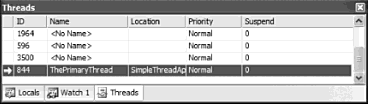 Threads
ID Name Location Priority Suspend
1964 <No Name> Normal 0
596 <No Name> Normal 0
3500 <No Name> Normal 0
844 ThePrimaryThread SimpleThreadAp Normal 0
Locals Watch 1 Threads